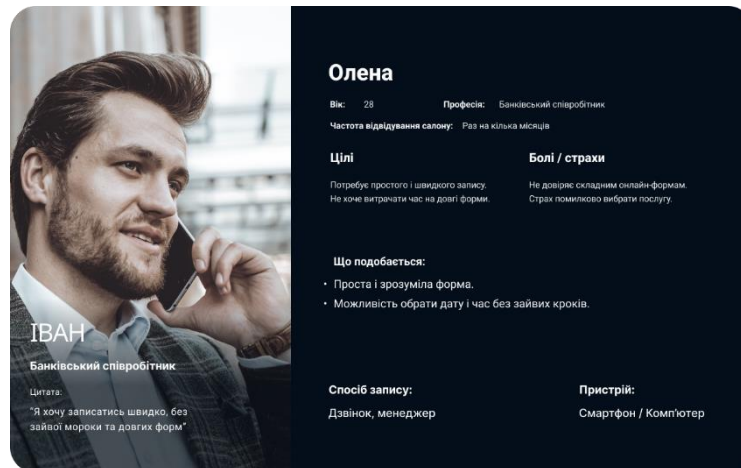 ІВАН
Банківський співробітник
Цитата:
"Я хочу записатись швидко, без
зайвої мороки та довгих форм"
Олена
Вік: 28 Професія: Банківський співробітник
Частота відвідування салону: Раз на кілька місяців
Цілі
Потребує простого і швидкого запису.
Не хоче витрачати час на довгі форми.
Болі / страхи
Не довіряє складним онлайн-формам.
Страх помилково вибрати послугу.
Що подобається:
• Проста і зрозуміла форма.
• Можливість обрати дату і час без зайвих кроків.
Спосіб запису:
Дзвінок, менеджер
Пристрій:
Смартфон / Комп'ютер